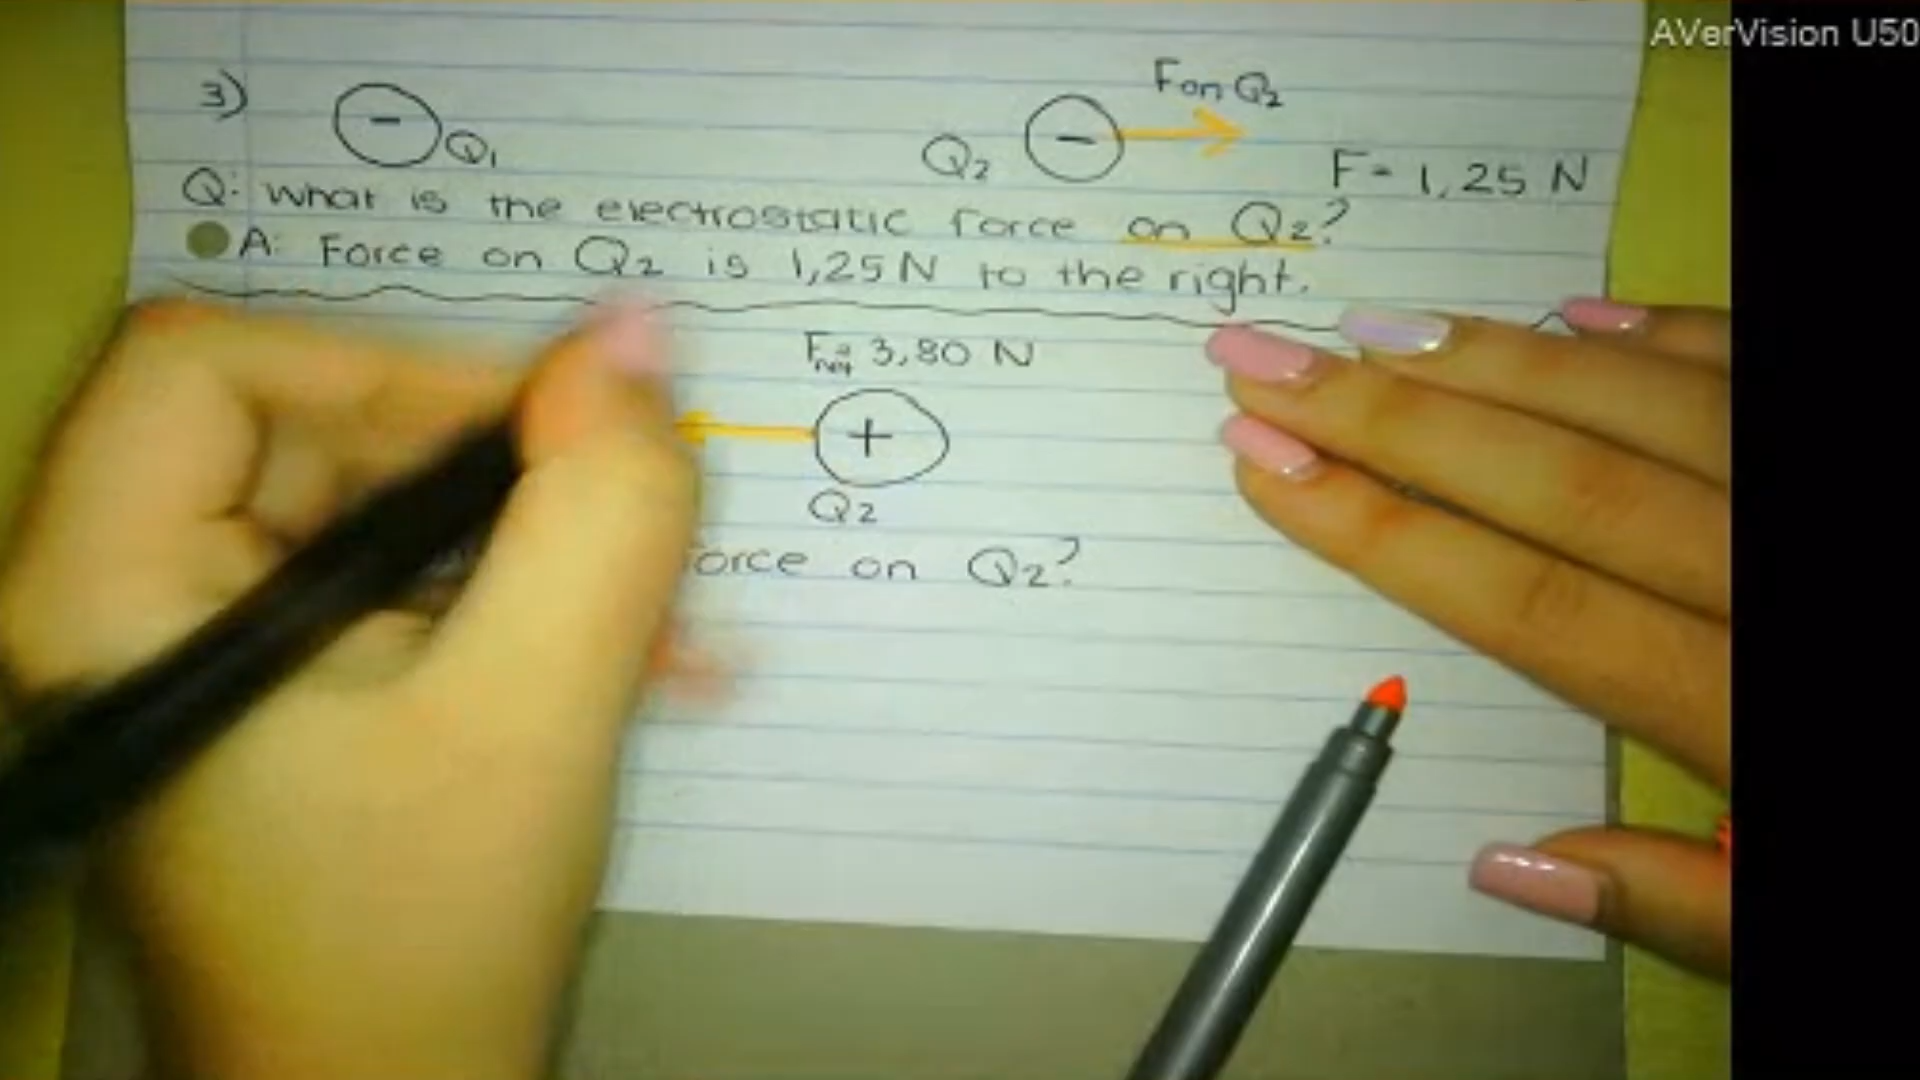 AVerVision U50
3)
F on Q2
- Q1
Q2 -
F = 1,25 N
Q: What is the electrostatic force on Q2?
A: Force on Q2 is 1,25N to the right.
Fnet = 3,80 N
+
Q2
orce on Q2?